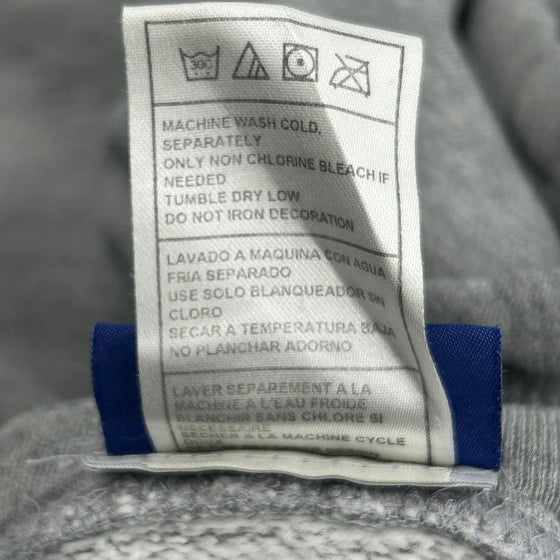 30C
MACHINE WASH COLD,
SEPARATELY
ONLY NON CHLORINE BLEACH IF
NEEDED
TUMBLE DRY LOW
DO NOT IRON DECORATION
LAVADO A MAQUINA CON AGUA
FRIA SEPARADO
USE SOLO BLANQUEADOR SIN
CLORO
SECAR A TEMPERATURA BAJA
NO PLANCHAR ADORNO
LAVER SEPAREMENT A LA
MACHINE A L'EAU FROIDE
BLANCHIR SANS CHLORE SI
NECESSAIRE
SECHER A LA MACHINE CYCLE